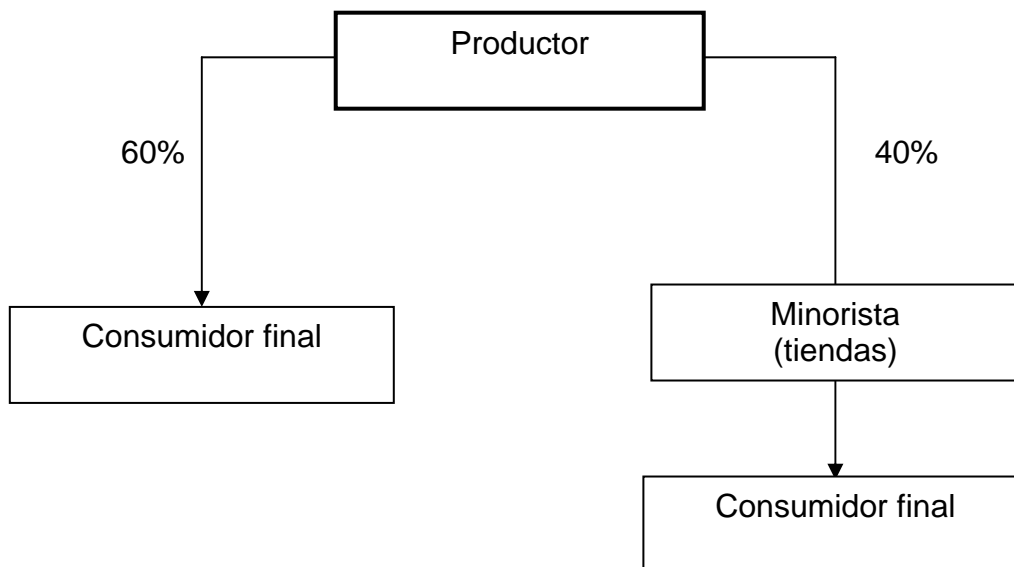 Productor
60%
40%
Consumidor final
Minorista
(tiendas)
Consumidor final